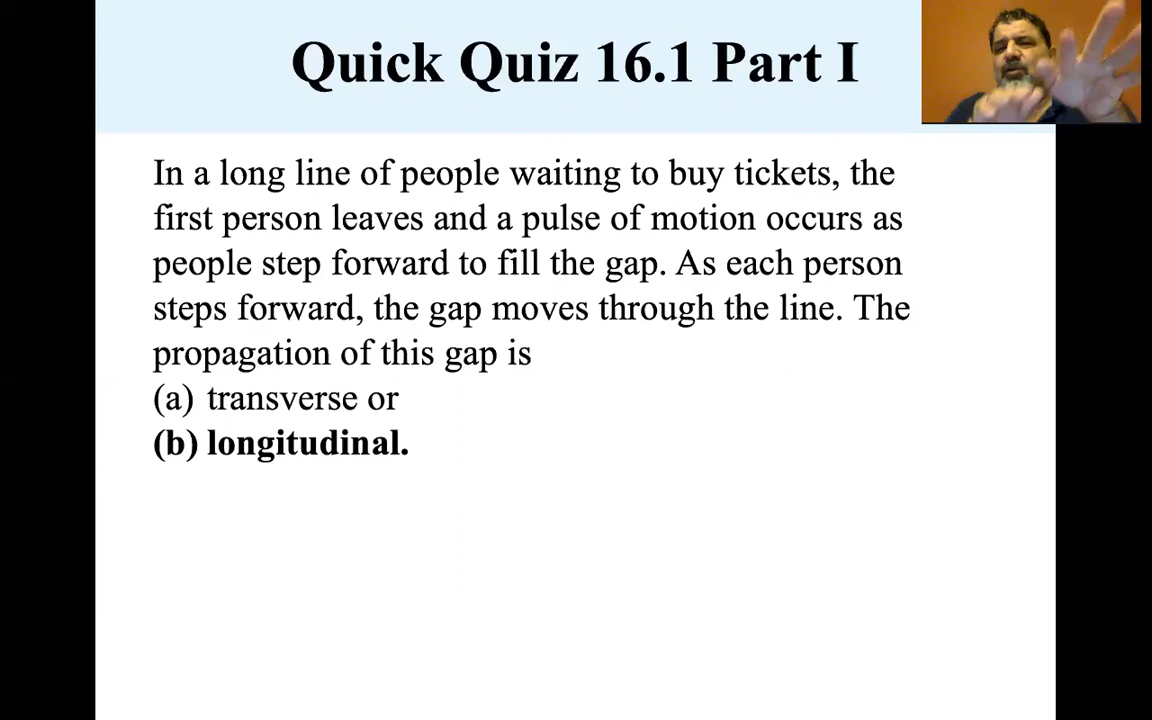 Quick Quiz 16.1 Part I
In a long line of people waiting to buy tickets, the
first person leaves and a pulse of motion occurs as
people step forward to fill the gap. As each person
steps forward, the gap moves through the line. The
propagation of this gap is
(a) transverse or
(b) longitudinal.